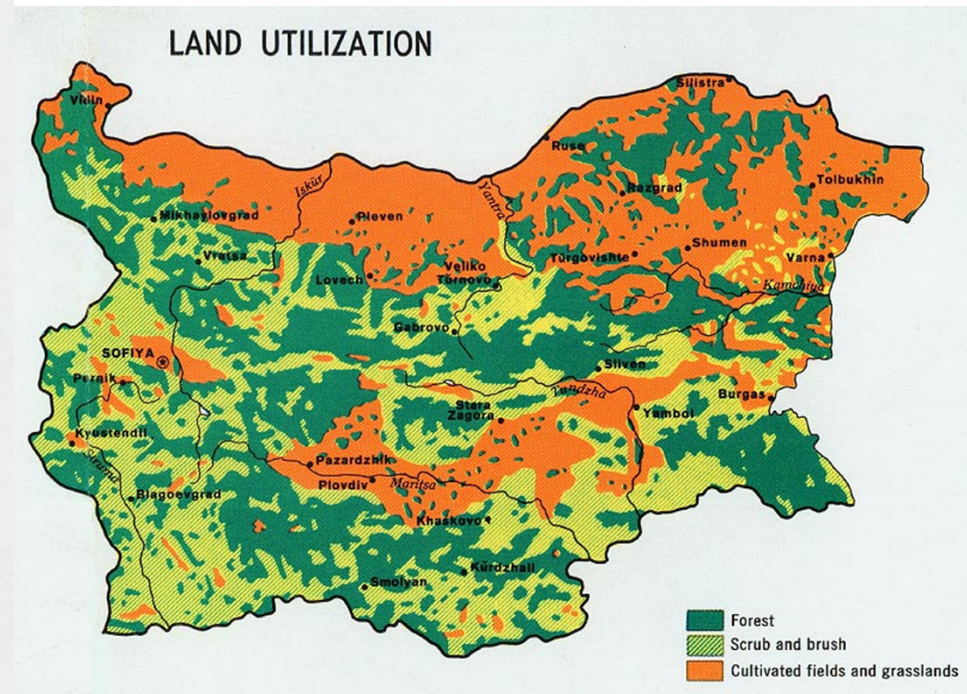 LAND UTILIZATION
Vidin
Silistra
Ruse
Iskŭr
Yantra
Razgrad
Tolbukhin
Mikhaylovgrad
Pleven
Shumen
Vratsa
Tŭrgovishte
Varna
Lovech
Veliko
Tŭrnovo
Kamchiya
Gabrovo
SOFIYA
Sliven
Pernik
Tundzha
Burgas
Stara
Zagora
Yambol
Kyustendil
Struma
Pazardzhik
Plovdiv
Maritsa
Blagoevgrad
Khaskovo
Kŭrdzhali
Smolyan
Forest
Scrub and brush
Cultivated fields and grasslands